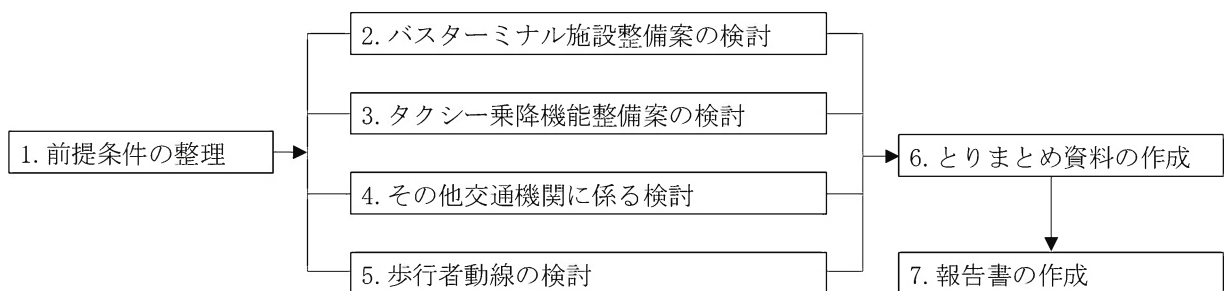 1.前提条件の整理
2.バスターミナル施設整備案の検討
3.タクシー乗降機能整備案の検討
4.その他交通機関に係る検討
5.歩行者動線の検討
6.とりまとめ資料の作成
7.報告書の作成